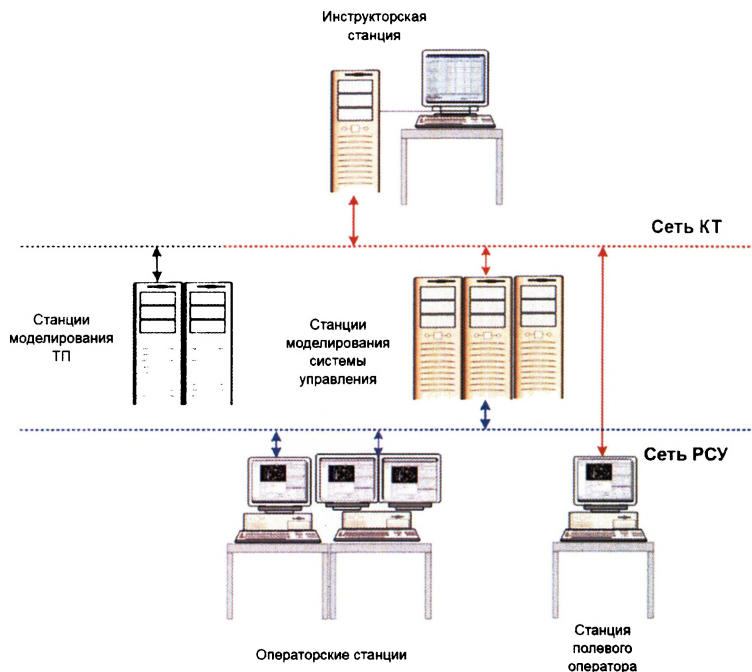 Инструкторская
станция
Сеть КТ
Станции
моделирования
ТП
Станции
моделирования
системы
управления
Сеть РСУ
Операторские станции
Станция
полевого
оператора